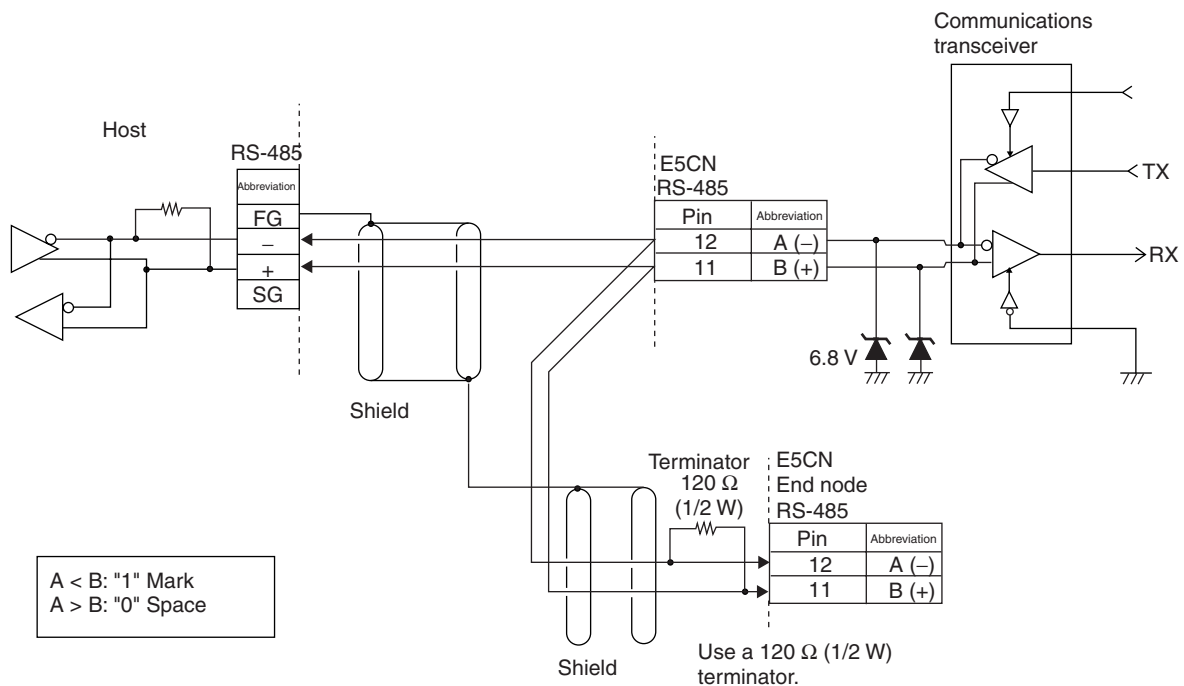 Communications
transceiver
Host
RS-485
Abbreviation
FG
−
+
SG
E5CN
RS-485
Pin Abbreviation
12 A (−)
11 B (+)
TX
RX
6.8 V
Shield
Terminator
120 Ω
(1/2 W)
E5CN
End node
RS-485
Pin Abbreviation
12 A (−)
11 B (+)
A < B: "1" Mark
A > B: "0" Space
Shield
Use a 120 Ω (1/2 W)
terminator.